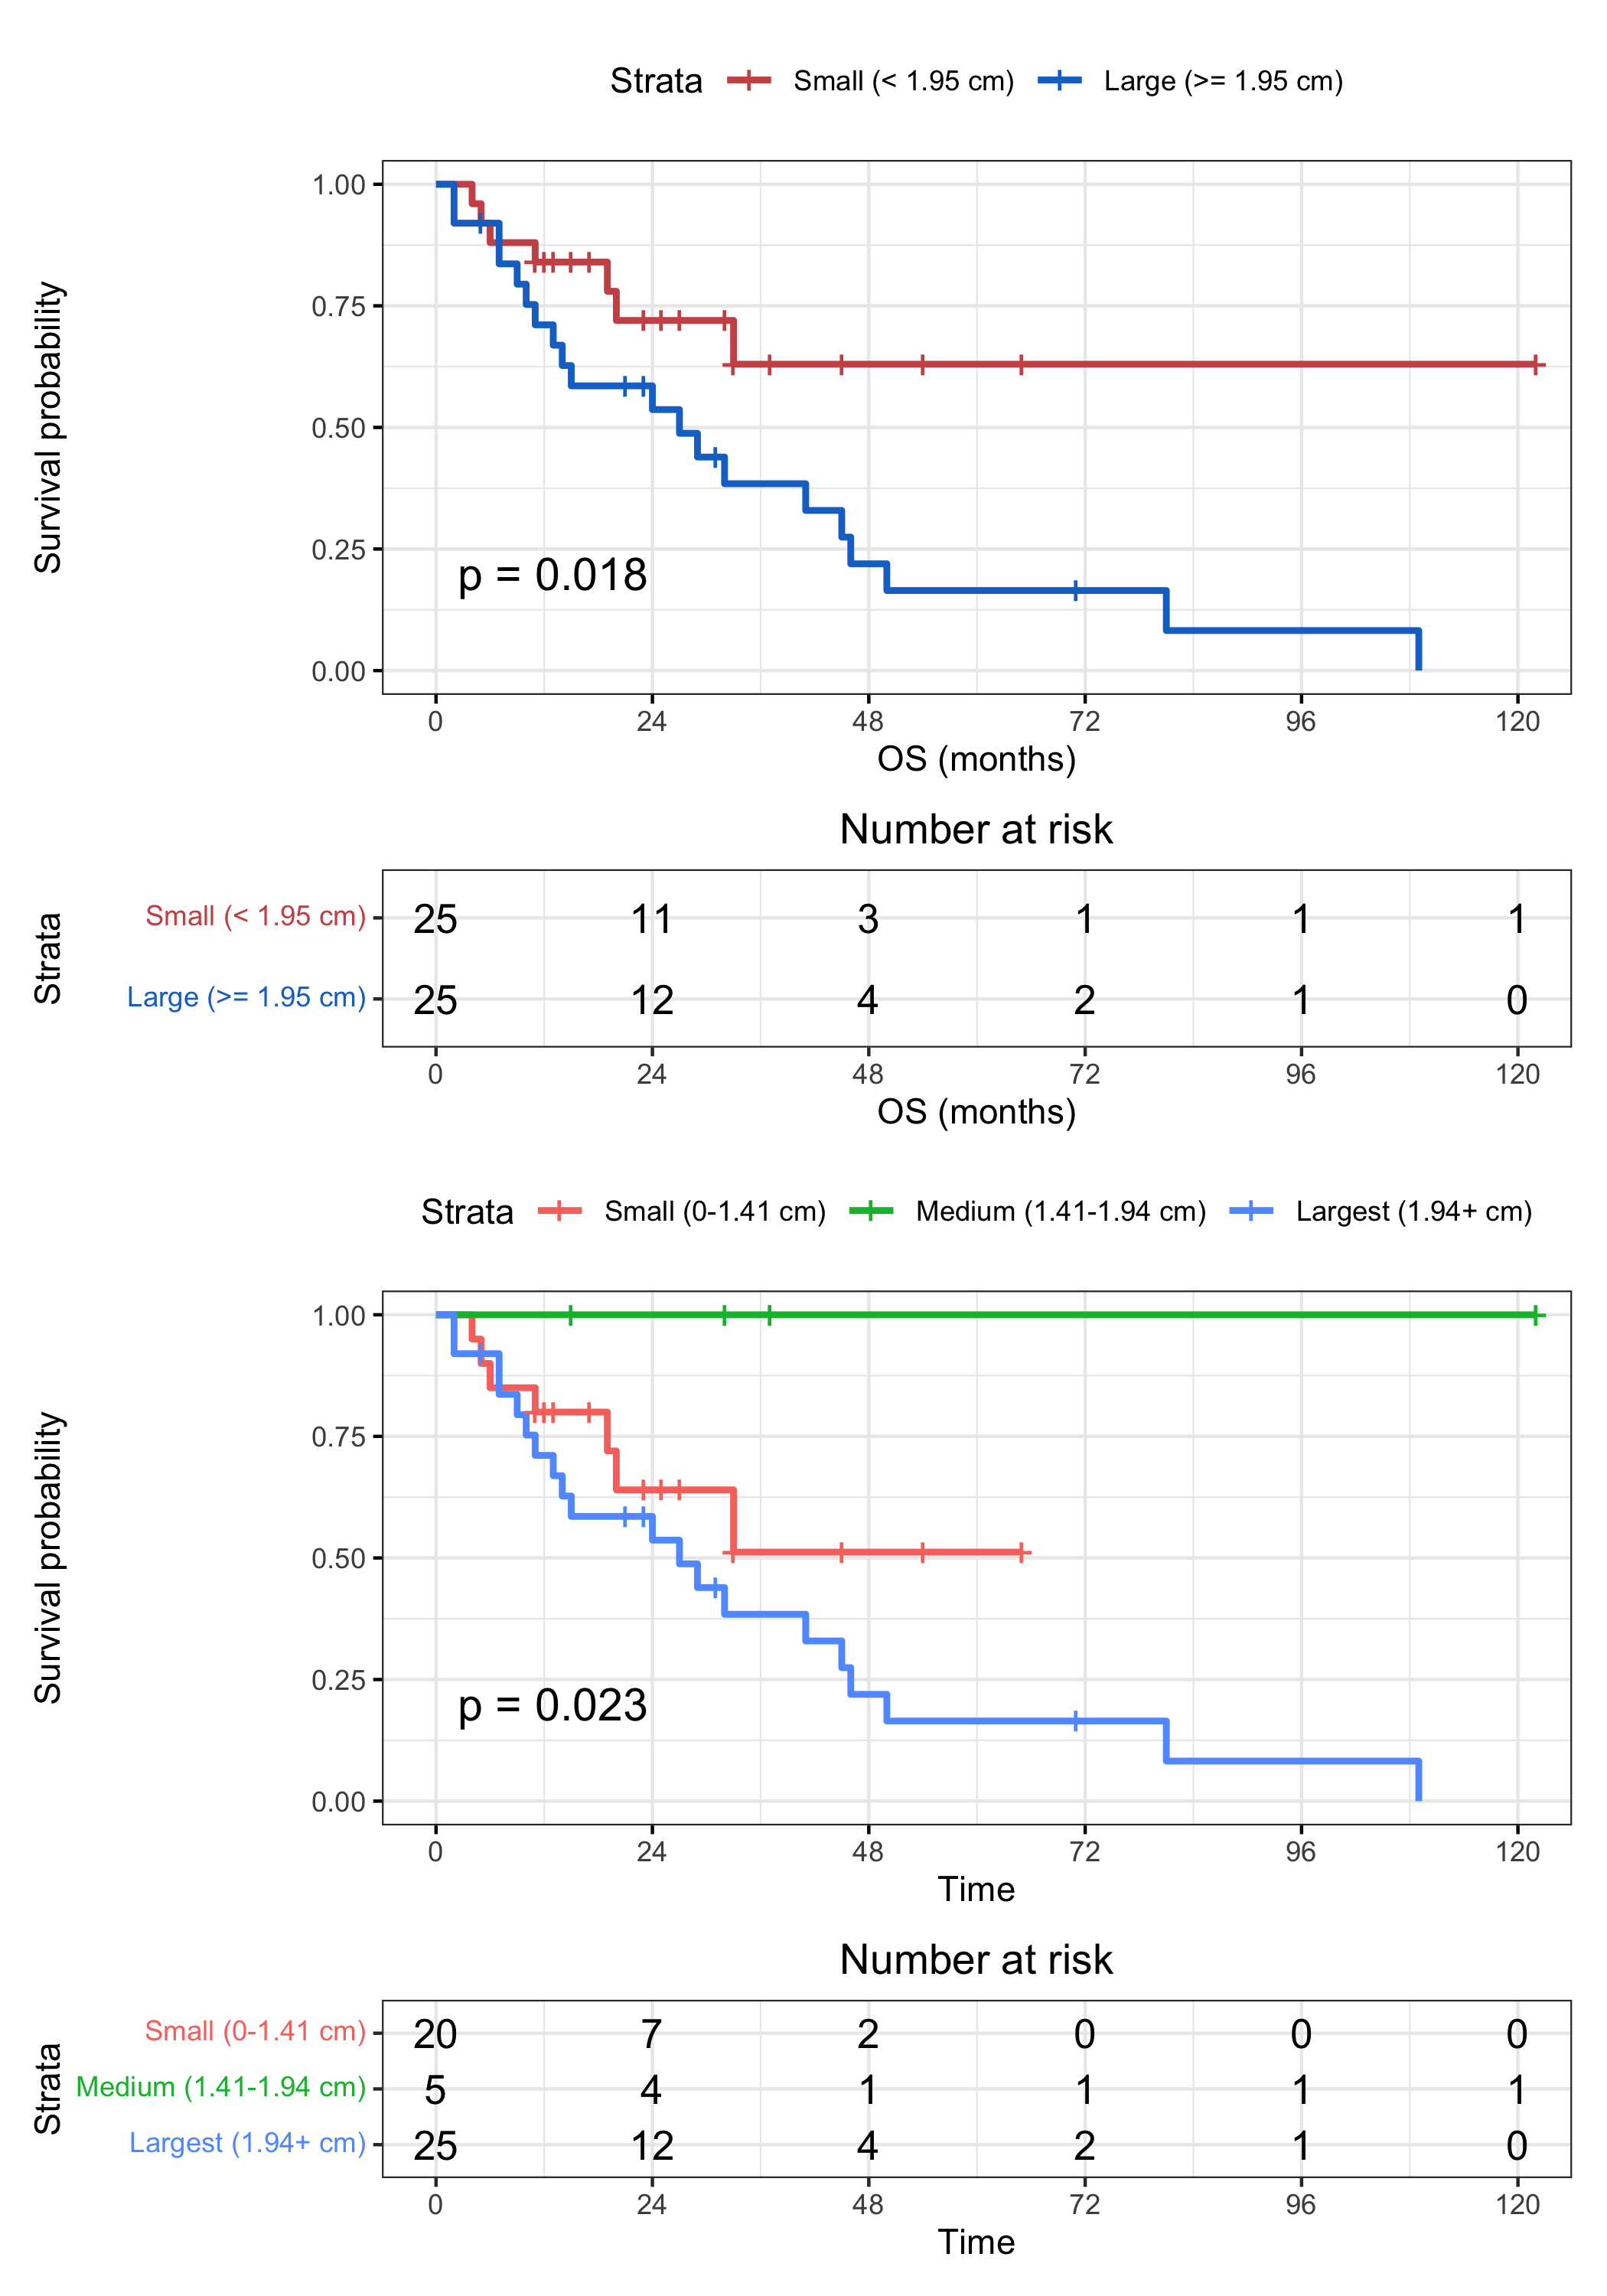 Strata Small (< 1.95 cm) Large (>= 1.95 cm)
Survival probability
1.00
0.75
0.50
0.25
0.00
p = 0.018
0 24 48 72 96 120
OS (months)
Number at risk
Strata
Small (< 1.95 cm) 25 11 3 1 1 1
Large (>= 1.95 cm) 25 12 4 2 1 0
0 24 48 72 96 120
OS (months)
Strata Small (0-1.41 cm) Medium (1.41-1.94 cm) Largest (1.94+ cm)
Survival probability
1.00
0.75
0.50
0.25
0.00
p = 0.023
0 24 48 72 96 120
Time
Number at risk
Strata
Small (0-1.41 cm) 20 7 2 0 0 0
Medium (1.41-1.94 cm) 5 4 1 1 1 1
Largest (1.94+ cm) 25 12 4 2 1 0
0 24 48 72 96 120
Time